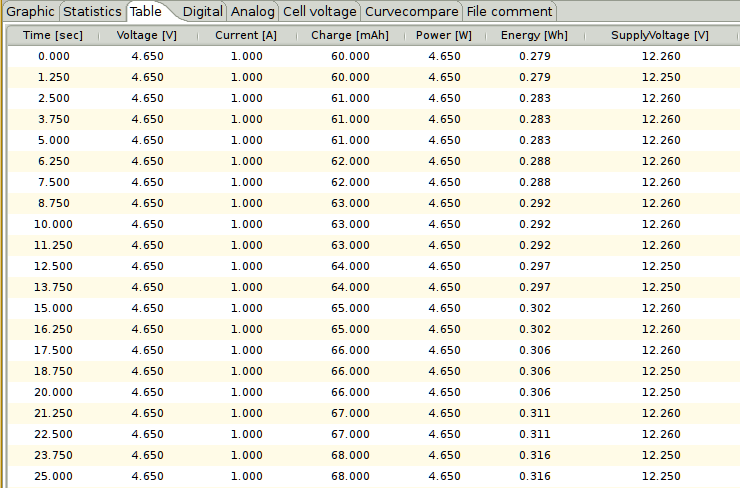 Graphic Statistics Table Digital Analog Cell voltage Curvecompare File comment
Time [sec] Voltage [V] Current [A] Charge [mAh] Power [W] Energy [Wh] SupplyVoltage [V]
0.000 4.650 1.000 60.000 4.650 0.279 12.260
1.250 4.650 1.000 60.000 4.650 0.279 12.250
2.500 4.650 1.000 61.000 4.650 0.283 12.260
3.750 4.650 1.000 61.000 4.650 0.283 12.260
5.000 4.650 1.000 61.000 4.650 0.283 12.260
6.250 4.650 1.000 62.000 4.650 0.288 12.260
7.500 4.650 1.000 62.000 4.650 0.288 12.260
8.750 4.650 1.000 63.000 4.650 0.292 12.260
10.000 4.650 1.000 63.000 4.650 0.292 12.260
11.250 4.650 1.000 63.000 4.650 0.292 12.260
12.500 4.650 1.000 64.000 4.650 0.297 12.250
13.750 4.650 1.000 64.000 4.650 0.297 12.250
15.000 4.650 1.000 65.000 4.650 0.302 12.260
16.250 4.650 1.000 65.000 4.650 0.302 12.260
17.500 4.650 1.000 66.000 4.650 0.306 12.260
18.750 4.650 1.000 66.000 4.650 0.306 12.250
20.000 4.650 1.000 66.000 4.650 0.306 12.250
21.250 4.650 1.000 67.000 4.650 0.311 12.260
22.500 4.650 1.000 67.000 4.650 0.311 12.260
23.750 4.650 1.000 68.000 4.650 0.316 12.250
25.000 4.650 1.000 68.000 4.650 0.316 12.250